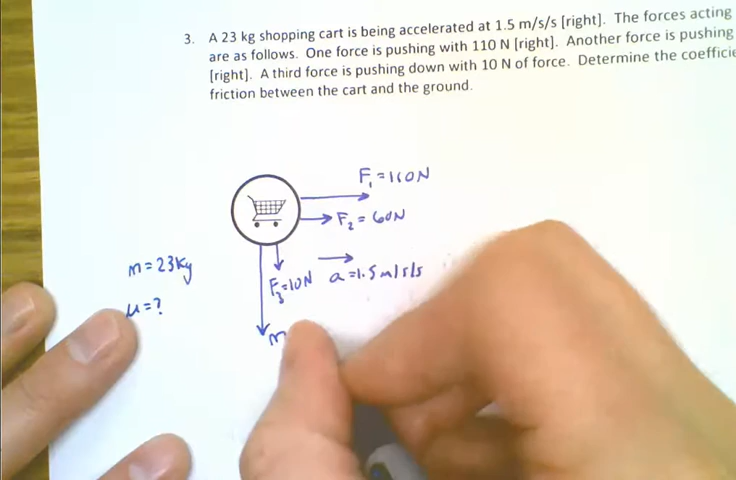 3. A 23 kg shopping cart is being accelerated at 1.5 m/s/s [right]. The forces acting
are as follows. One force is pushing with 110 N [right]. Another force is pushing
[right]. A third force is pushing down with 10 N of force. Determine the
friction between the cart and the ground.
F₁ = 110N
F₂ = 60N
m = 23kg
F₃=10N a=1.5 m/s/s
μ = ?
m